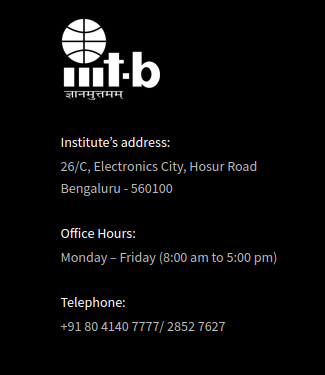 iiit-b
ज्ञानमुत्तमम्
Institute's address:
26/C, Electronics City, Hosur Road
Bengaluru - 560100
Office Hours:
Monday – Friday (8:00 am to 5:00 pm)
Telephone:
+91 80 4140 7777/ 2852 7627